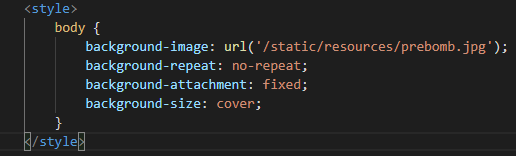 <style>
body {
background-image: url('/static/resources/prebomb.jpg');
background-repeat: no-repeat;
background-attachment: fixed;
background-size: cover;
}
</style>